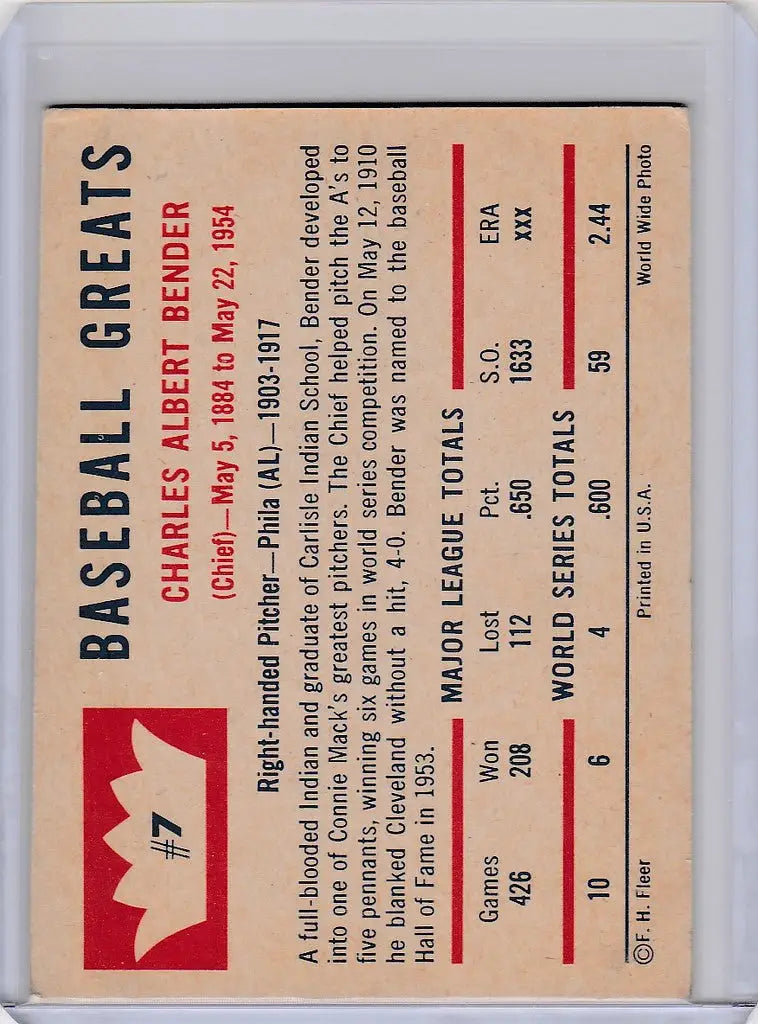 #7
BASEBALL GREATS
CHARLES ALBERT BENDER
(Chief)—May 5, 1884 to May 22, 1954
Right-handed Pitcher—Phila (AL)—1903-1917
A full-blooded Indian and graduate of Carlisle Indian School, Bender developed
into one of Connie Mack's greatest pitchers. The Chief helped pitch the A's to
five pennants, winning six games in world series competition. On May 12, 1910
he blanked Cleveland without a hit, 4-0. Bender was named to the baseball
Hall of Fame in 1953.
MAJOR LEAGUE TOTALS
Games Won Lost Pct. S.O. ERA
426 208 112 .650 1633 xxx
WORLD SERIES TOTALS
10 6 4 .600 59 2.44
©F. H. Fleer Printed in U.S.A. World Wide Photo